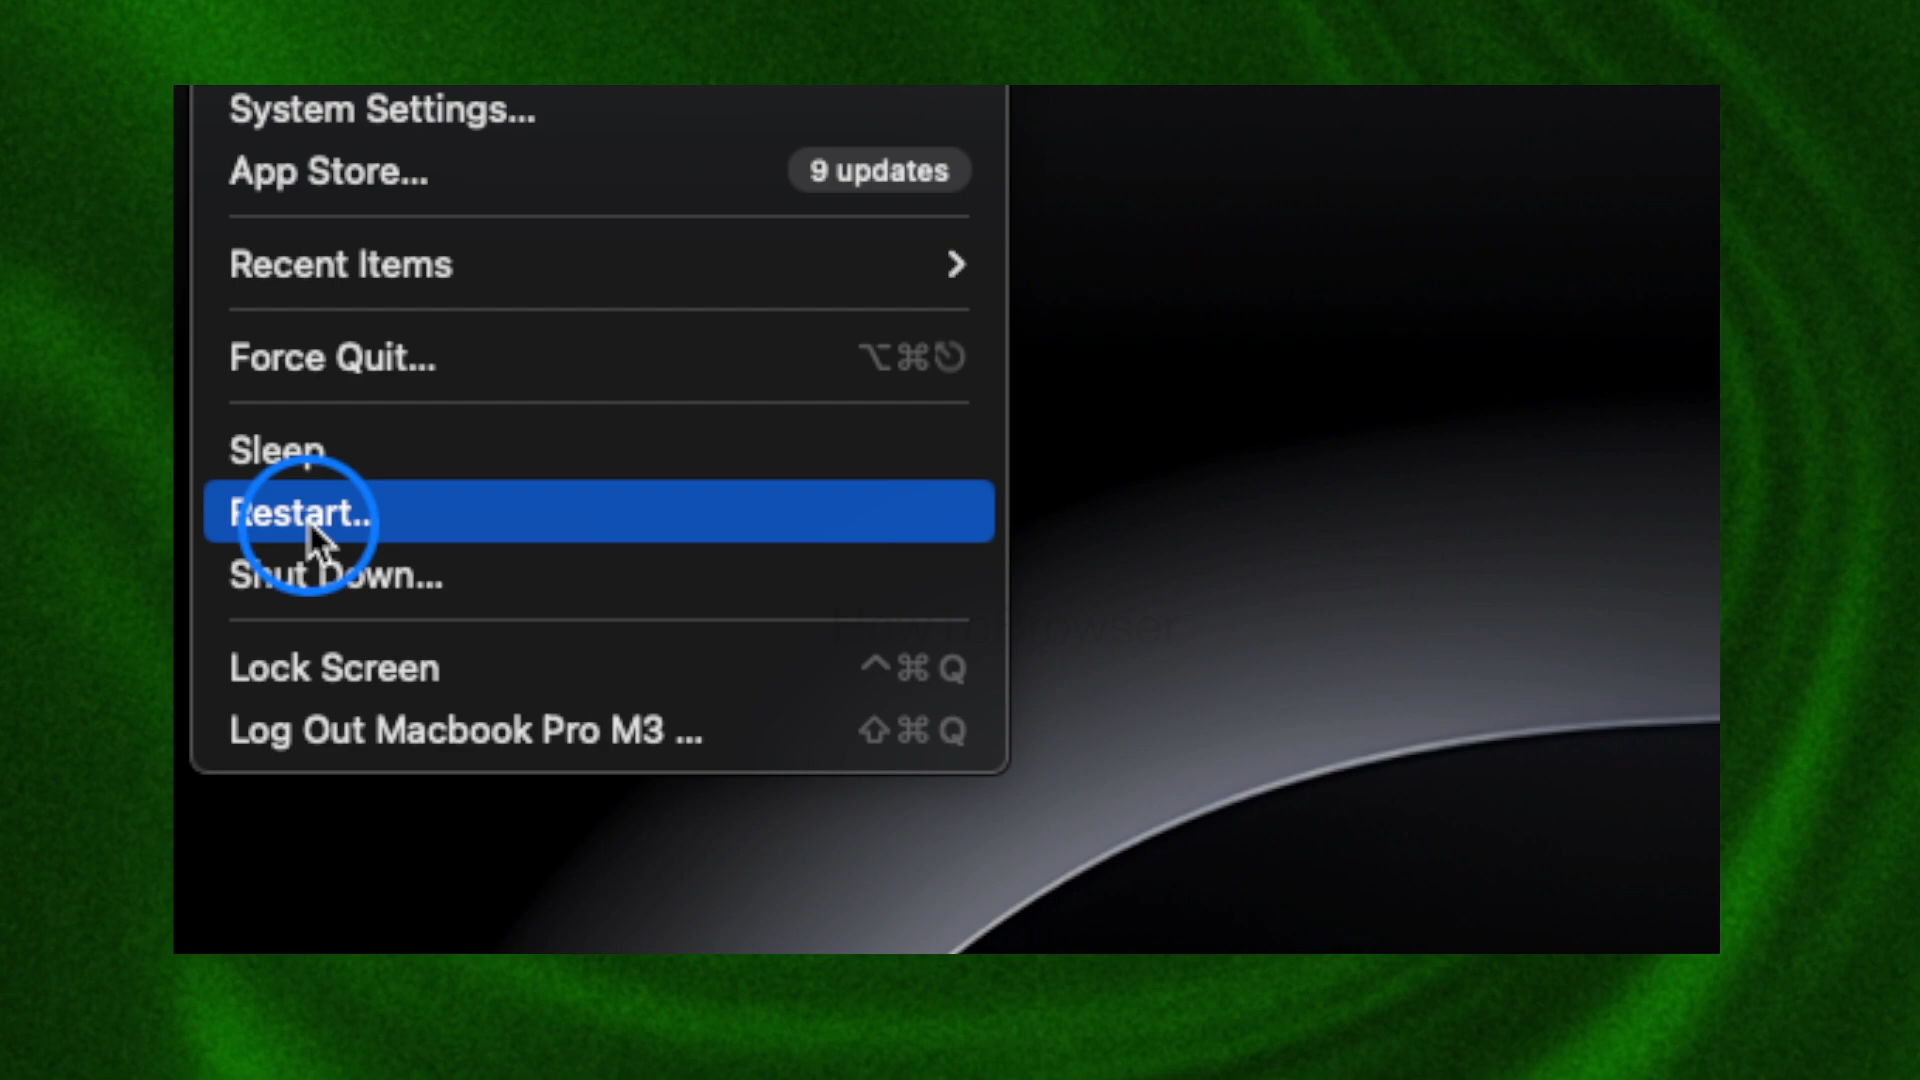 System Settings...
App Store... 9 updates
Recent Items
Force Quit... ⌥⌘⎋
Sleep
Restart...
Shut Down...
HowToBrowser
Lock Screen ^⌘Q
Log Out Macbook Pro M3 ... ⇧⌘Q